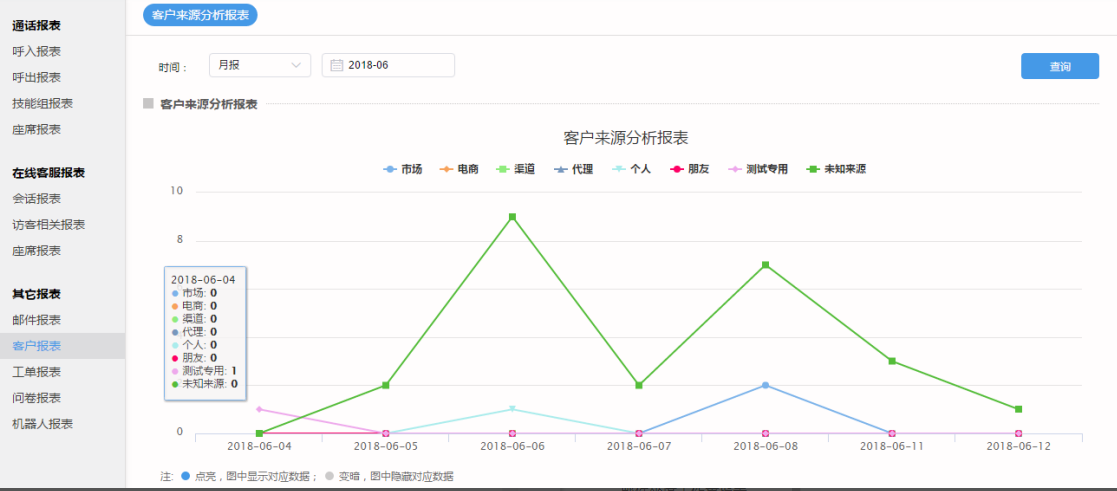 通话报表
呼入报表
呼出报表
技能组报表
座席报表
在线客服报表
会话报表
访客相关报表
座席报表
其它报表
邮件报表
客户报表
工单报表
问卷报表
机器人报表
客户来源分析报表
时间： 月报 2018-06 查询
客户来源分析报表
客户来源分析报表
市场 电商 渠道 代理 个人 朋友 测试专用 未知来源
10
8
0
2018-06-04
市场: 0
电商: 0
渠道: 0
代理: 0
个人: 0
朋友: 0
测试专用: 1
未知来源: 0
2018-06-04 2018-06-05 2018-06-06 2018-06-07 2018-06-08 2018-06-11 2018-06-12
注: 点亮，图中显示对应数据； 变暗，图中隐藏对应数据